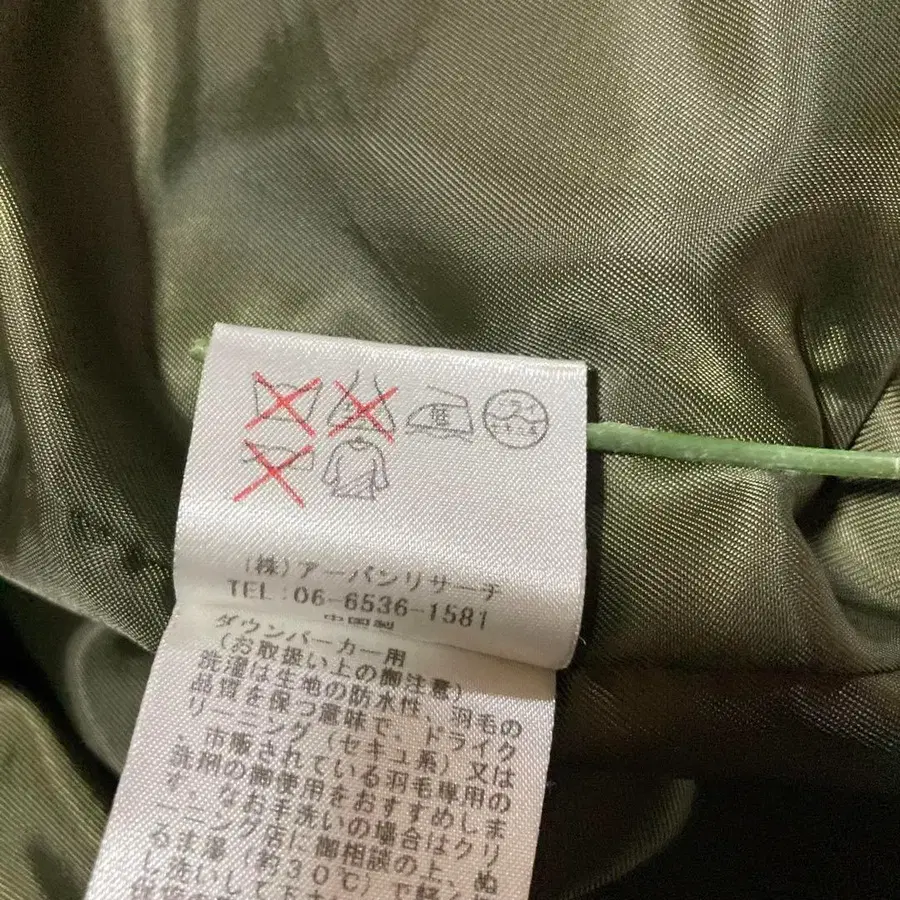 (株)アーバンリサーチ
TEL:06-6536-1581
中国製
ダウンパーカー用
(お取扱い上の御注意)
洗濯は生地の防水性、羽毛の
品質を保つ意味で、ドライク
リーニング(セキユ系)又は
、市販されている羽毛専用の
洗剤の御使用をおすすめしま
す。なお手洗いの場合はクリ
ーニング店に御相談の上、ぬ
るま湯(約30℃)で軽
し洗いして下